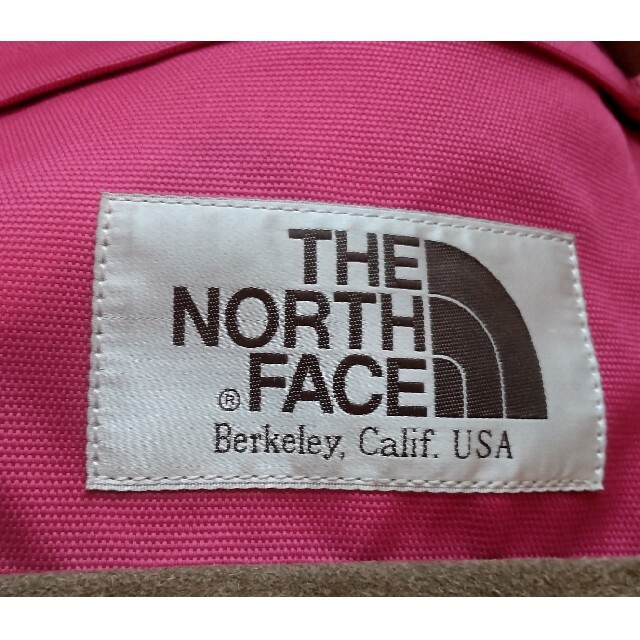 THE
NORTH
® FACE
Berkeley, Calif. USA